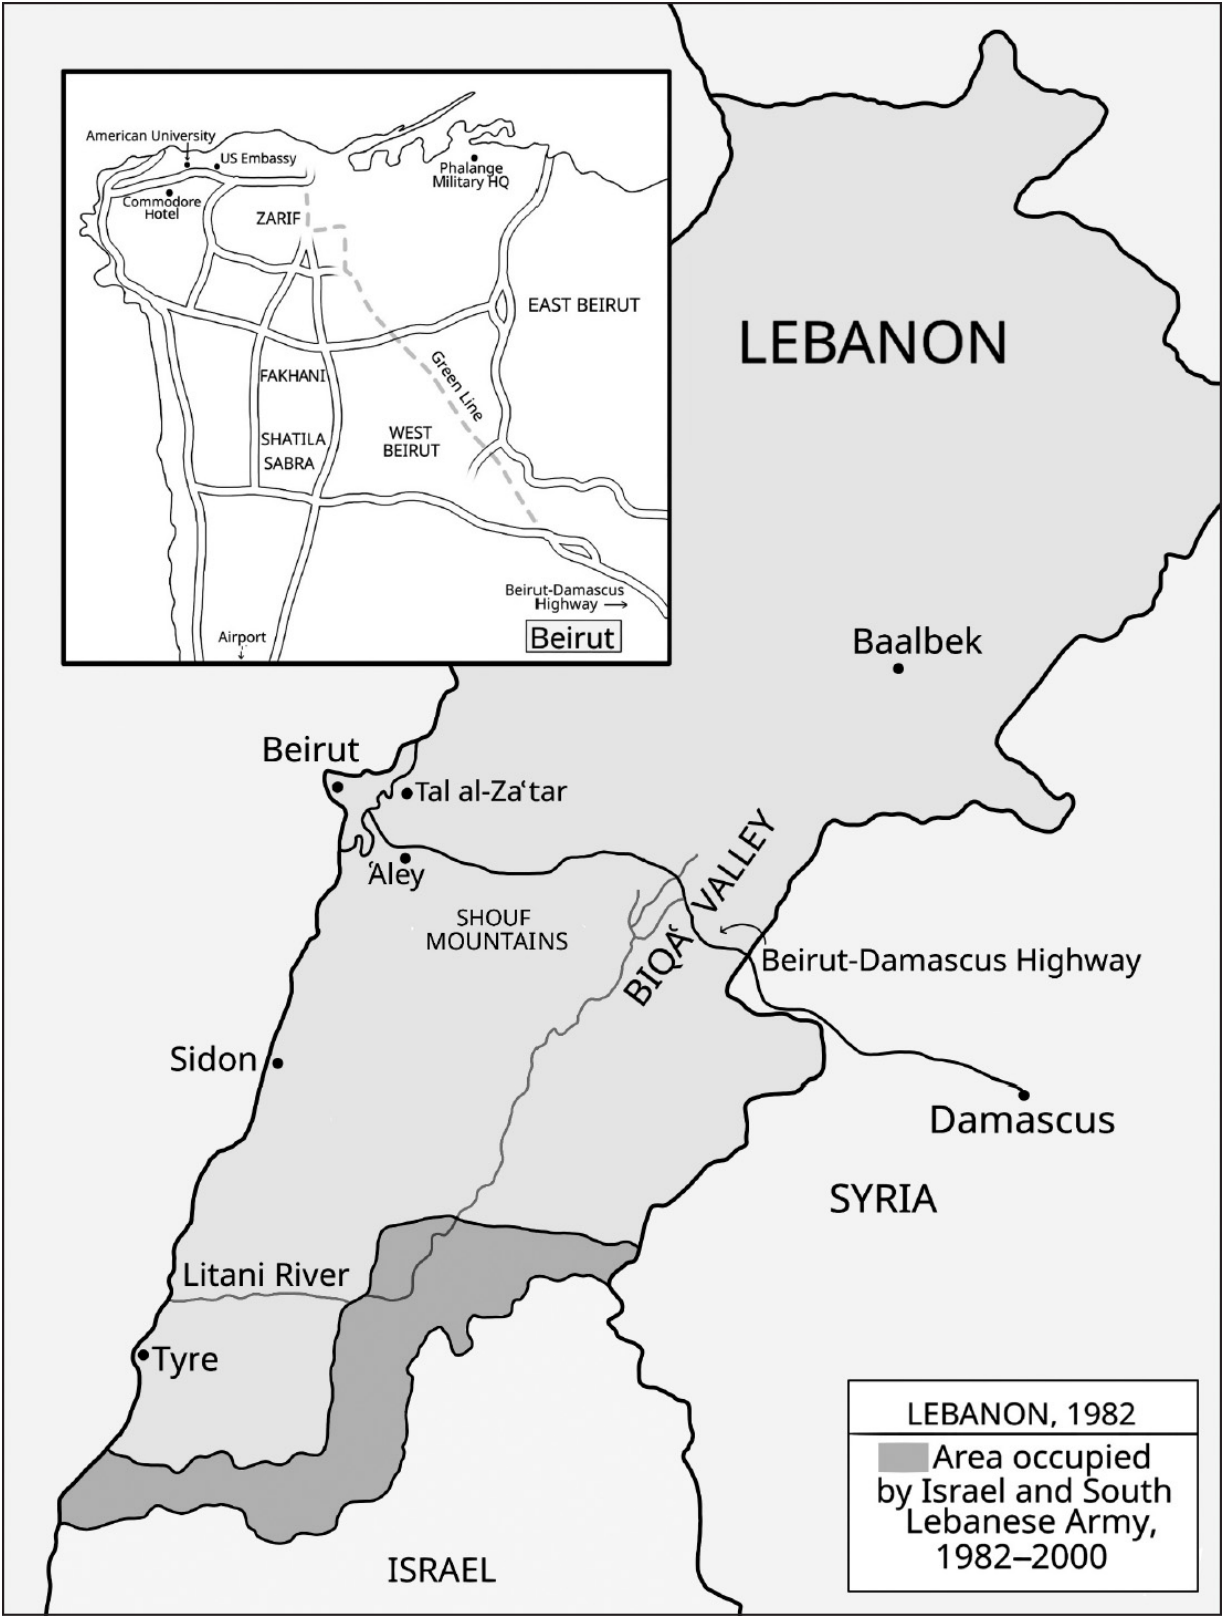 American University
US Embassy
Commodore
Hotel
Phalange
Military HQ
ZARIF
EAST BEIRUT
Green Line
FAKHANI
SHATILA
SABRA
WEST
BEIRUT
Beirut-Damascus
Highway
Airport
Beirut
LEBANON
Baalbek
Beirut
Tal al-Zaʿtar
ʿAley
SHOUF
MOUNTAINS
BIQAʿ VALLEY
Beirut-Damascus Highway
Sidon
Damascus
SYRIA
Litani River
Tyre
ISRAEL
LEBANON, 1982
Area occupied
by Israel and South
Lebanese Army,
1982–2000